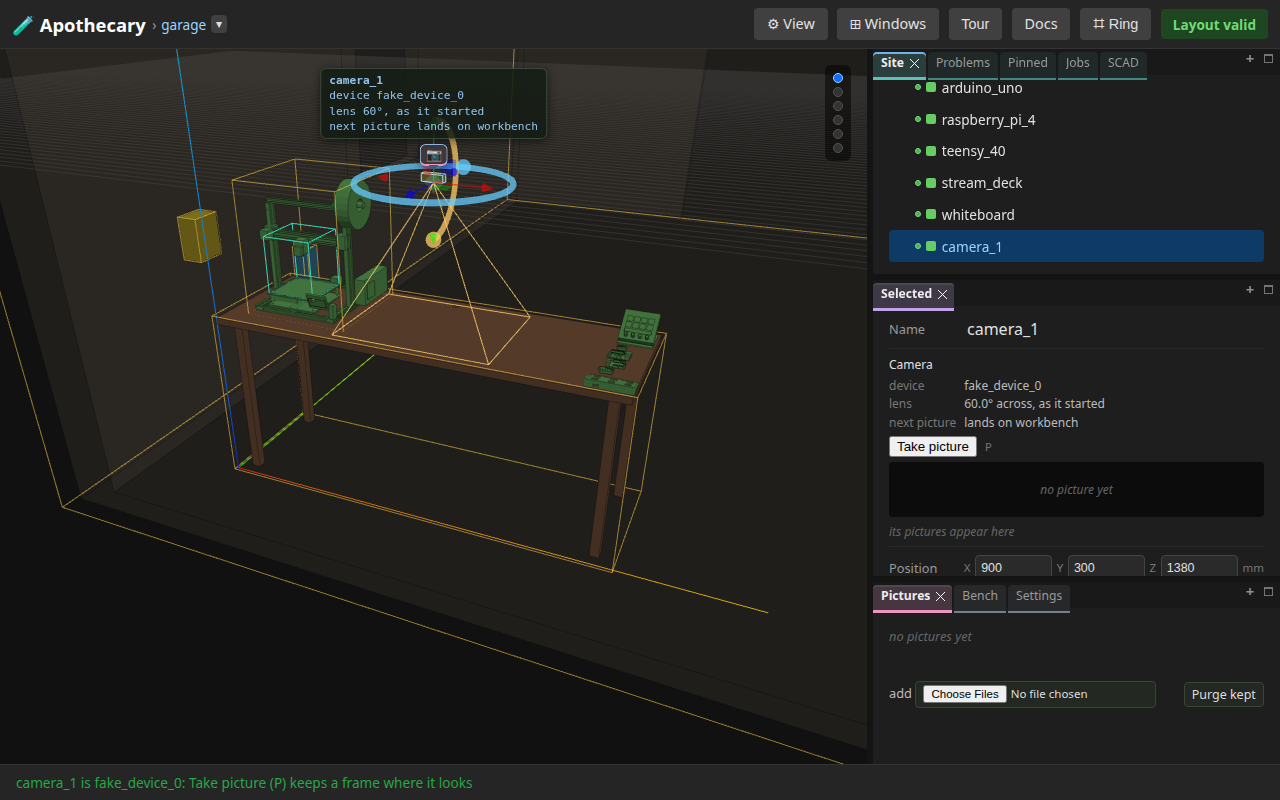 Apothecary › garage ▾
⚙ View
⊞ Windows
Tour
Docs
⌗ Ring
Layout valid
camera_1
device fake_device_0
lens 60°, as it started
next picture lands on workbench
Site
Problems
Pinned
Jobs
SCAD
arduino_uno
raspberry_pi_4
teensy_40
stream_deck
whiteboard
camera_1
Selected
Name camera_1
Camera
device fake_device_0
lens 60.0° across, as it started
next picture lands on workbench
Take picture P
no picture yet
its pictures appear here
Position X 900 Y 300 Z 1380 mm
Pictures
Bench
Settings
no pictures yet
add Choose Files No file chosen
Purge kept
camera_1 is fake_device_0: Take picture (P) keeps a frame where it looks